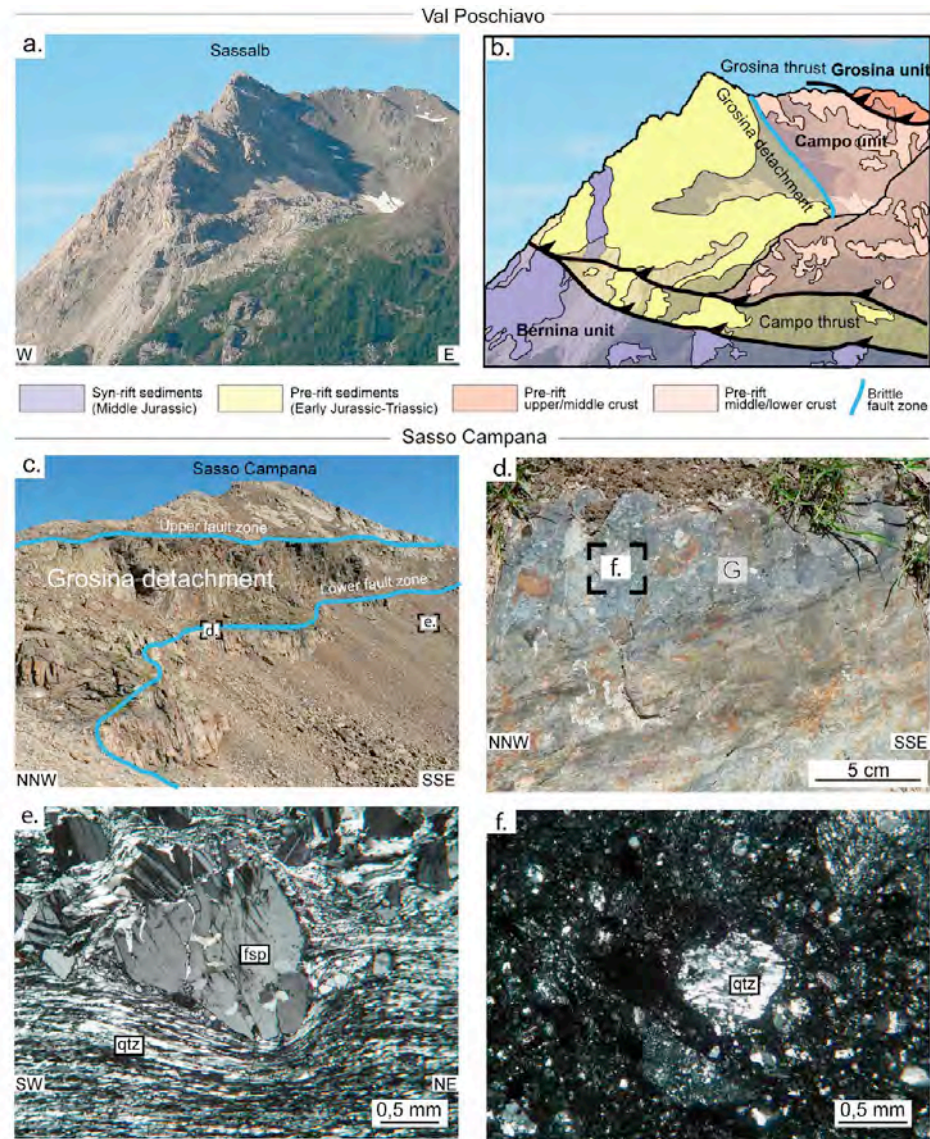 Val Poschiavo
a.
Sassalb
W
E
b.
Grosina thrust
Grosina unit
Grosina detachment
Campo unit
Bernina unit
Campo thrust
Syn-rift sediments
(Middle Jurassic)
Pre-rift sediments
(Early Jurassic-Triassic)
Pre-rift
upper/middle crust
Pre-rift
middle/lower crust
Brittle
fault zone
Sasso Campana
c.
Sasso Campana
Upper fault zone
Grosina detachment
Lower fault zone
d.
e.
NNW
SSE
d.
f.
G
NNW
SSE
5 cm
e.
fsp
qtz
SW
NE
0,5 mm
f.
qtz
0,5 mm